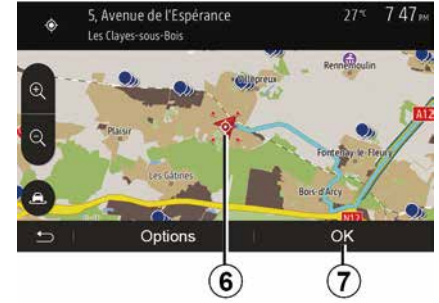 5, Avenue de l'Espérance
27°c 7 47 PM
Les Clayes-sous-Bois
Rennemoulin
Villepreux
A12
Plaisir
Fontenay-le-Fleury
Les Gâtines
Bois-d'Arcy
N12
Options
OK
6
7